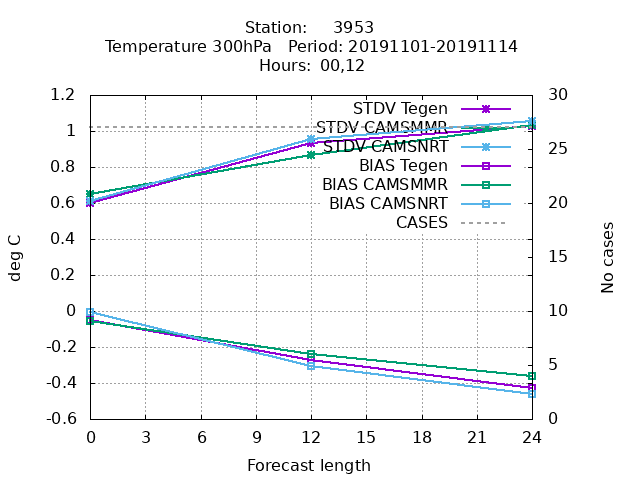 Station: 3953
Temperature 300hPa Period: 20191101-20191114
Hours: 00,12
1.2
1
0.8
0.6
0.4
0.2
0
-0.2
-0.4
-0.6
30
25
20
15
10
5
0
STDV Tegen
STDV CAMSMMR
STDV CAMSNRT
BIAS Tegen
BIAS CAMSMMR
BIAS CAMSNRT
CASES
deg C
No cases
0 3 6 9 12 15 18 21 24
Forecast length